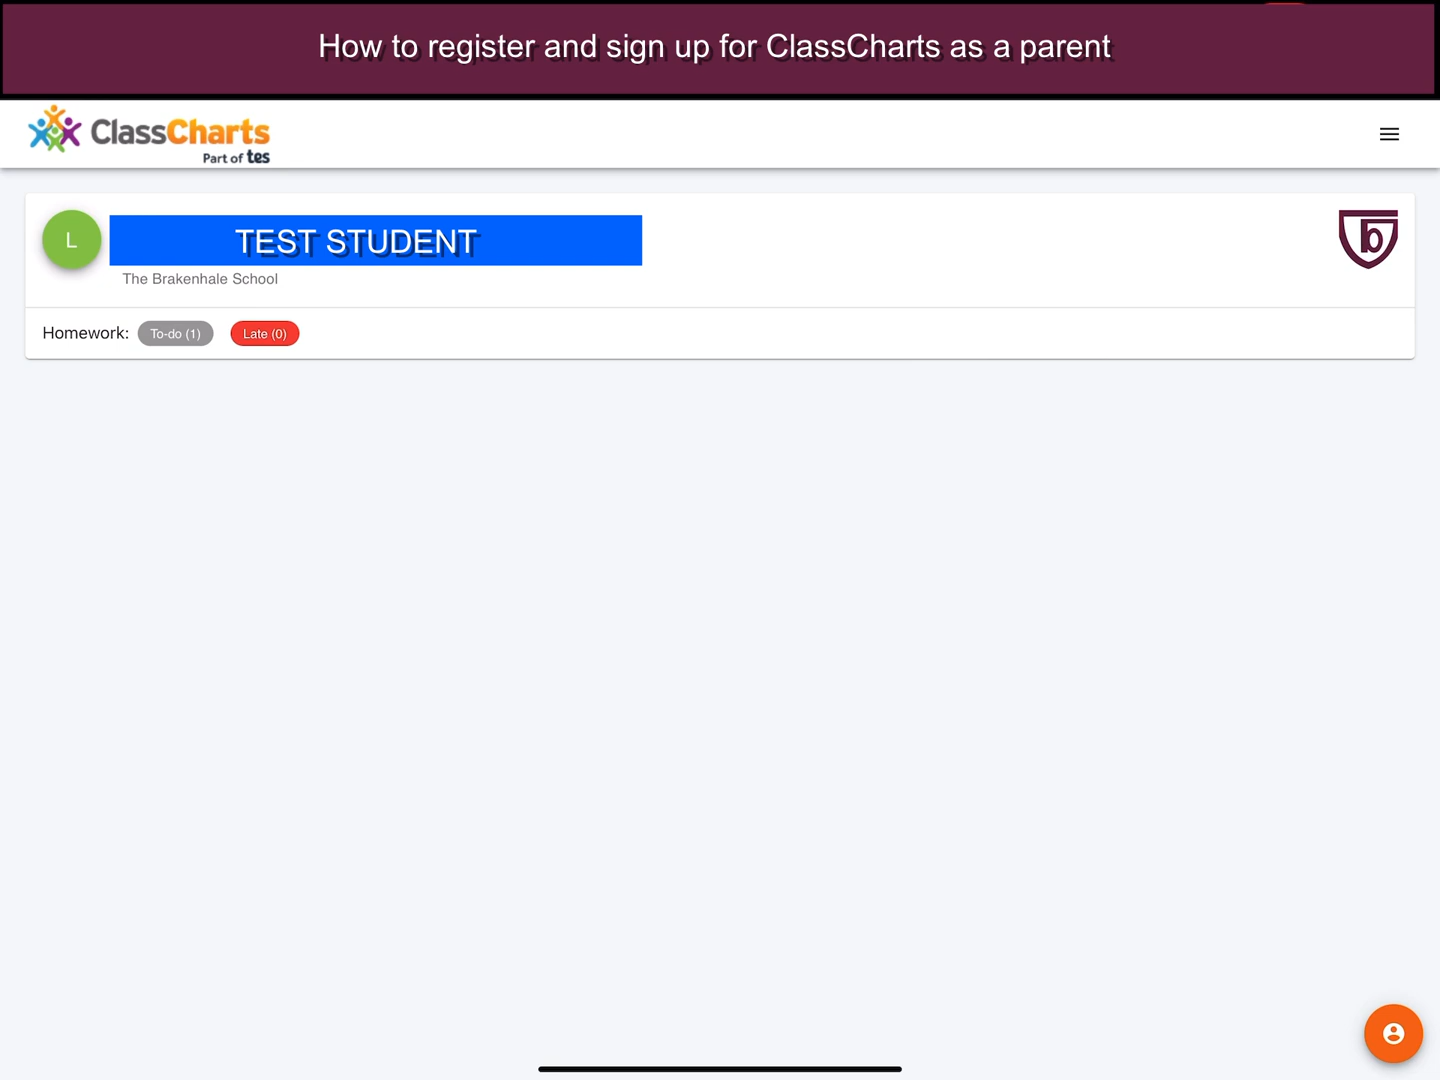 How to register and sign up for ClassCharts as a parent
ClassCharts
Part of tes
L
TEST STUDENT
b
The Brakenhale School
Homework: To-do (1) Late (0)